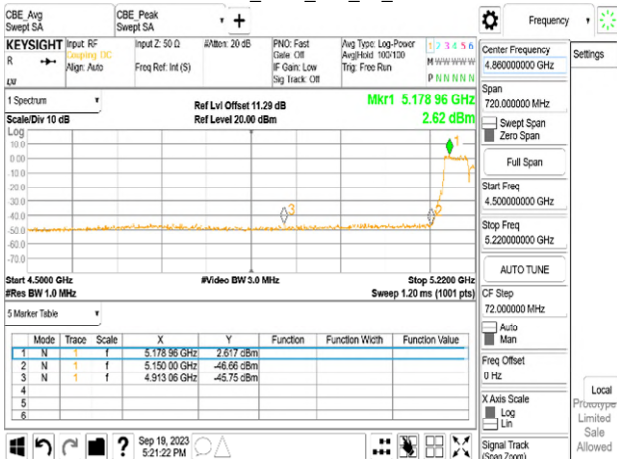 CBE_Avg
Swept SA
CBE_Peak
Swept SA
+
Frequency
KEYSIGHT
R
Input: RF
Coupling: DC
Align: Auto
Input Z: 50 Ω
Freq Ref: Int (S)
#Atten: 20 dB
PNO: Fast
Gate: Off
IF Gain: Low
Sig Track: Off
Avg Type: Log-Power
Avg|Hold: 100/100
Trig: Free Run
1 2 3 4 5 6
M W W W W W
P N N N N N
1 Spectrum
Scale/Div 10 dB
Log
Ref Lvl Offset 11.29 dB
Ref Level 20.00 dBm
Mkr1 5.178 96 GHz
2.62 dBm
10.0
0.00
-10.0
-20.0
-30.0
-40.0
-50.0
-60.0
-70.0
1
2
3
Start 4.5000 GHz
#Res BW 1.0 MHz
#Video BW 3.0 MHz
Stop 5.2200 GHz
Sweep 1.20 ms (1001 pts)
5 Marker Table
Mode Trace Scale X Y Function Function Width Function Value
1 N 1 f 5.178 96 GHz 2.617 dBm
2 N 1 f 5.150 00 GHz -46.66 dBm
3 N 1 f 4.913 06 GHz -45.75 dBm
4
5
6
Sep 19, 2023
5:21:22 PM
?
Center Frequency
4.860000000 GHz
Span
720.000000 MHz
Swept Span
Zero Span
Full Span
Start Freq
4.500000000 GHz
Stop Freq
5.220000000 GHz
AUTO TUNE
CF Step
72.000000 MHz
Auto
Man
Freq Offset
0 Hz
X Axis Scale
Log
Lin
Signal Track
(Span Zoom)
Settings
Local
Prototype
Limited
Sale
Allowed